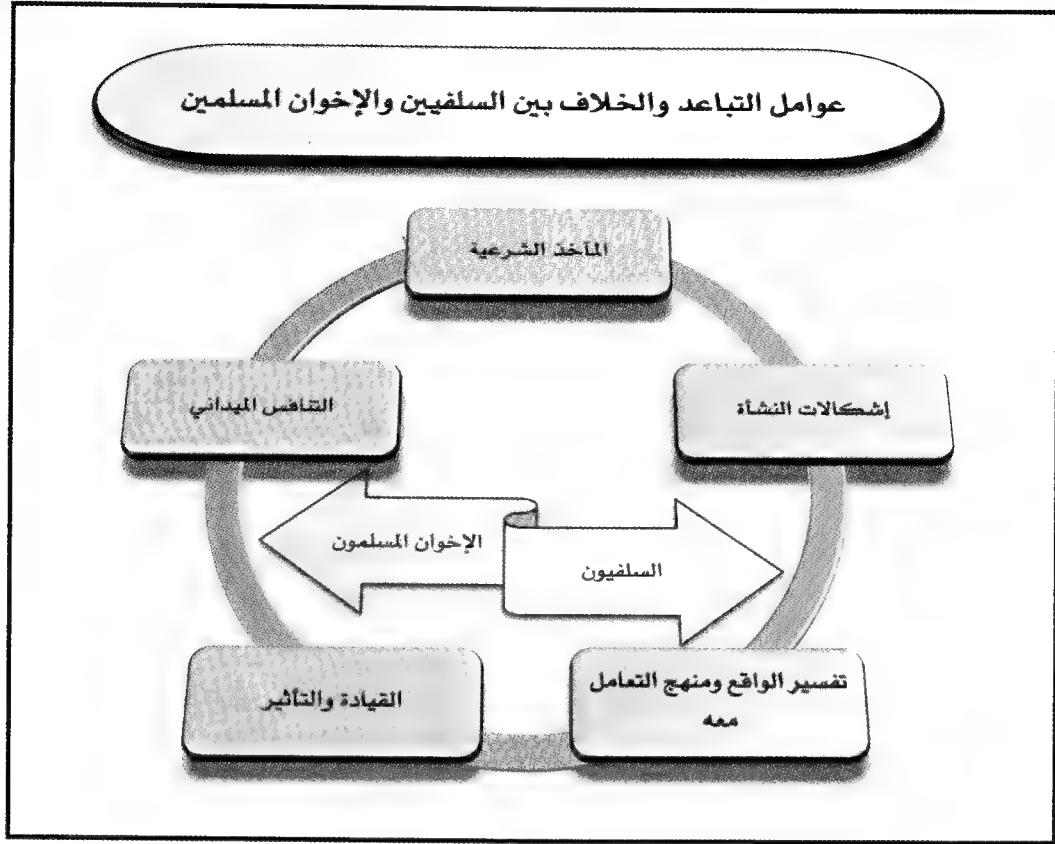 عوامل التباعد والخلاف بين السلفيين والإخوان المسلمين
المآخذ الشرعية
إشكالات النشأة
التنافس الميداني
الإخوان المسلمون
السلفيون
تفسير الواقع ومنهج التعامل
معه
القيادة والتأثير